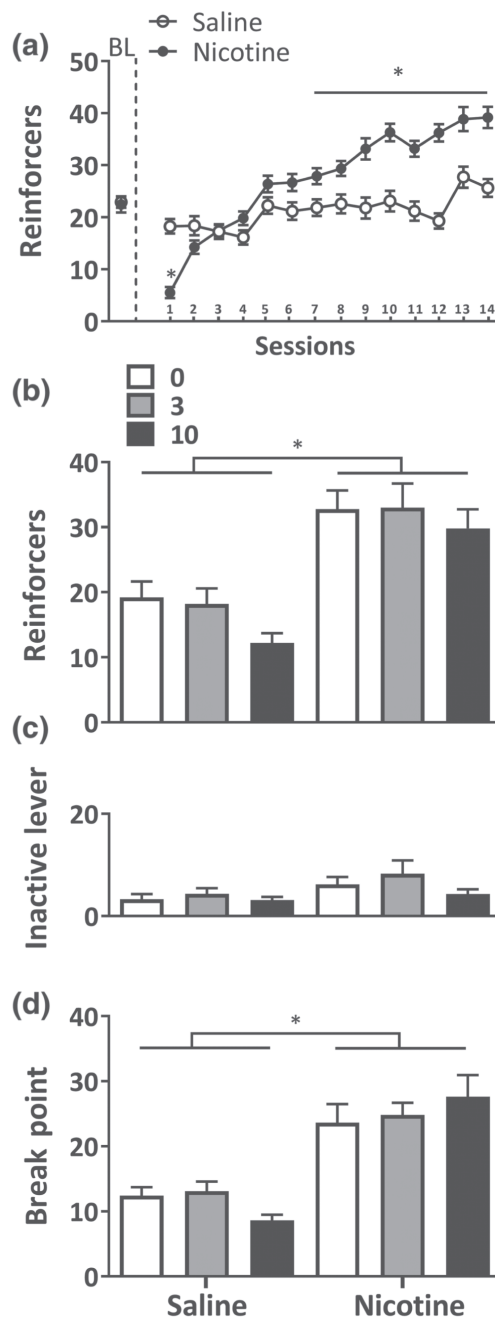 (a)
BL
Saline
Nicotine
Reinforcers
50
40
30
20
10
0
*
*
1 2 3 4 5 6 7 8 9 10 11 12 13 14
Sessions
(b)
0
3
10
Reinforcers
40
30
20
10
0
*
(c)
Inactive lever
20
0
(d)
Break point
40
30
20
10
0
*
Saline Nicotine